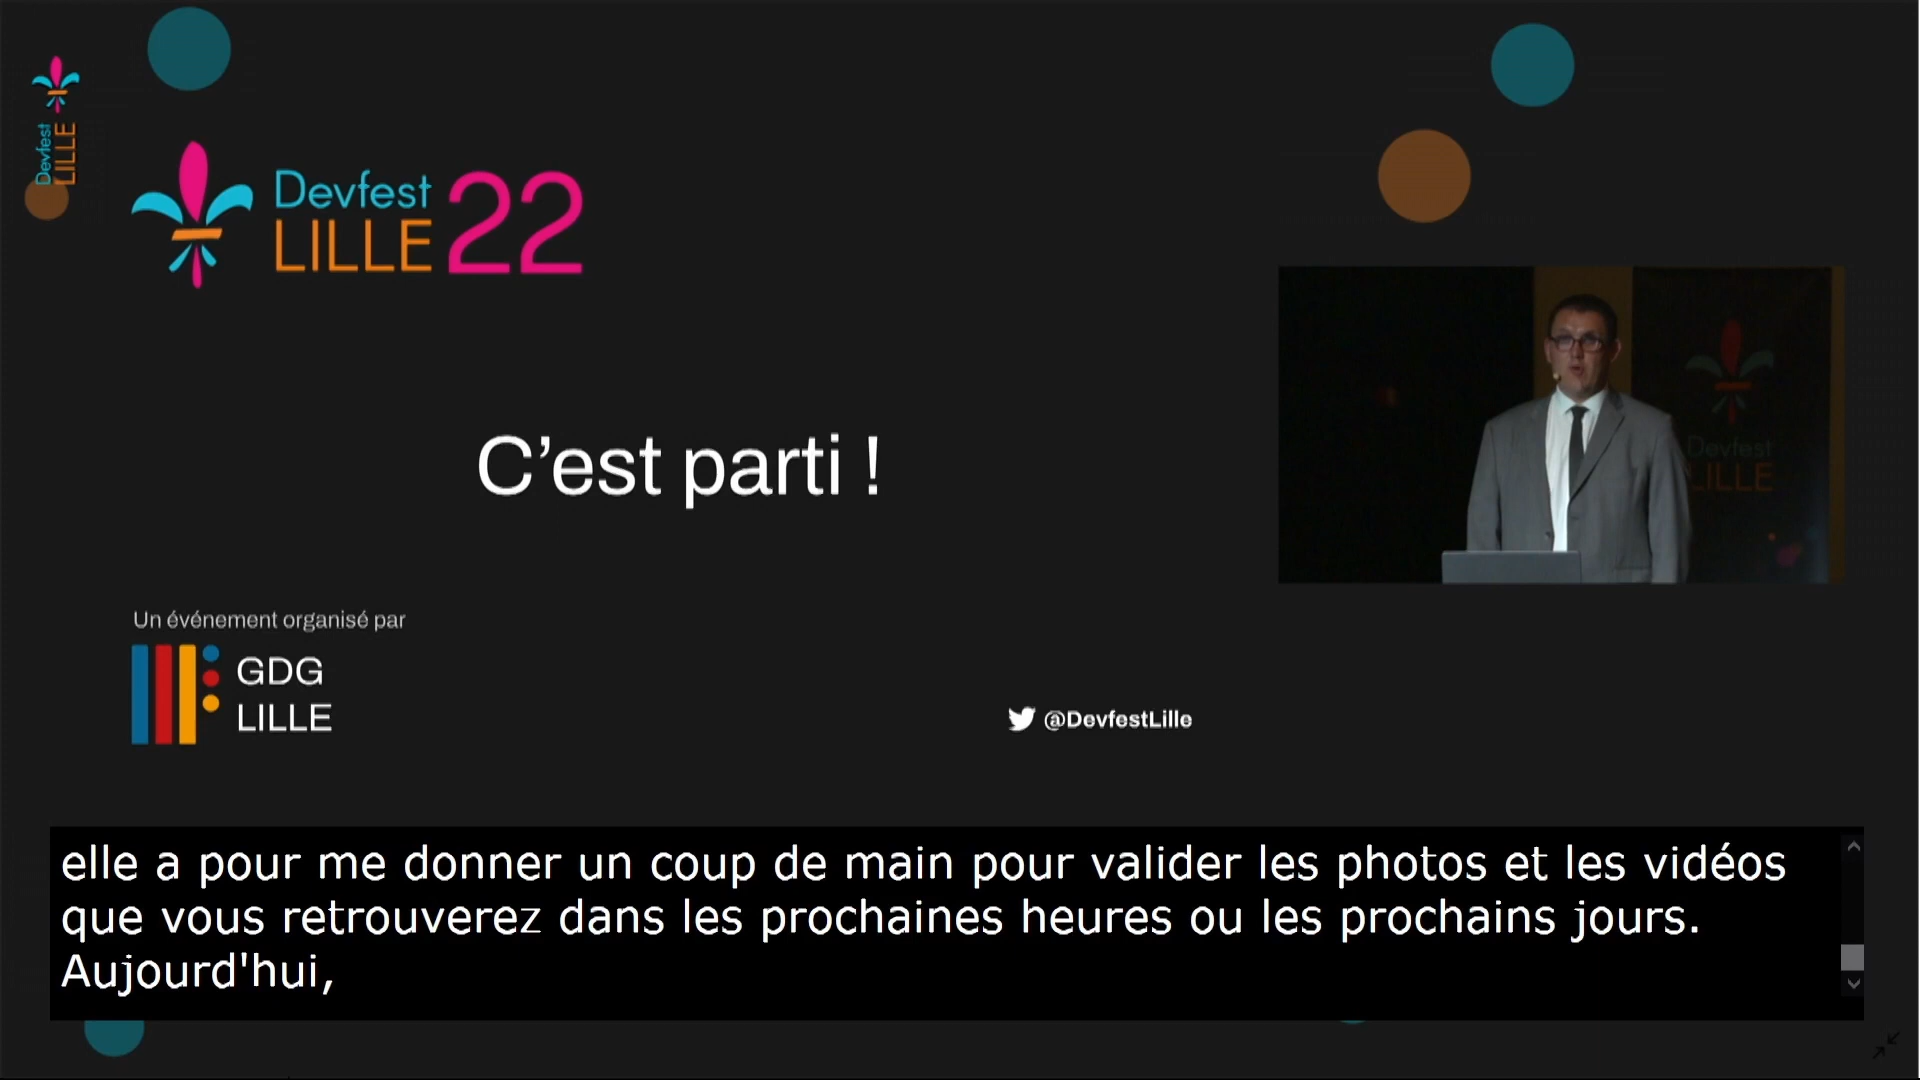 Devfest
LILLE
Devfest
LILLE 22
C’est parti !
Devfest
LILLE
Un événement organisé par
GDG
LILLE
@DevfestLille
elle a pour me donner un coup de main pour valider les photos et les vidéos
que vous retrouverez dans les prochaines heures ou les prochains jours.
Aujourd'hui,